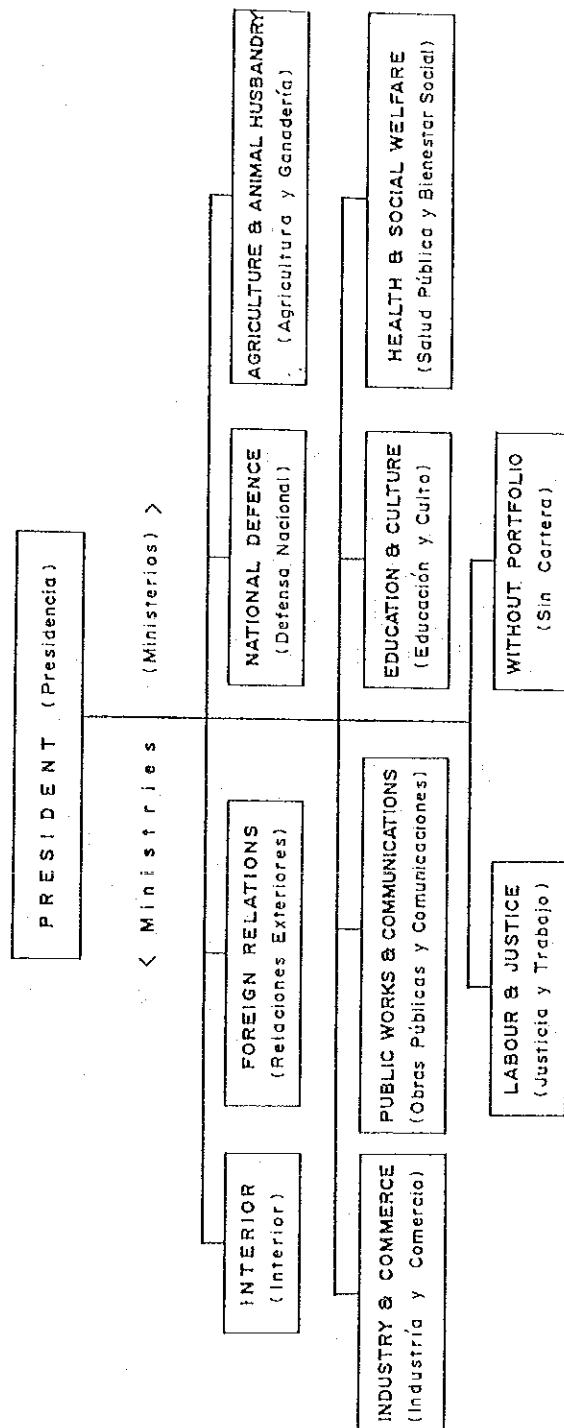 PRESIDENT (Presidencia)
< Ministries (Ministerios) >
INTERIOR
(Interior)
FOREIGN RELATIONS
(Relaciones Exteriores)
NATIONAL DEFENCE
(Defensa Nacional)
AGRICULTURE & ANIMAL HUSBANDRY
(Agricultura y Ganadería)
INDUSTRY & COMMERCE
(Industría y Comercio)
PUBLIC WORKS & COMMUNICATIONS
(Obras Públicas y Comunicaciones)
EDUCATION & CULTURE
(Educación y Culto)
HEALTH & SOCIAL WELFARE
(Salud Pública y Bienestar Social)
LABOUR & JUSTICE
(Justicia y Trabajo)
WITHOUT PORTFOLIO
(Sin Cartera)